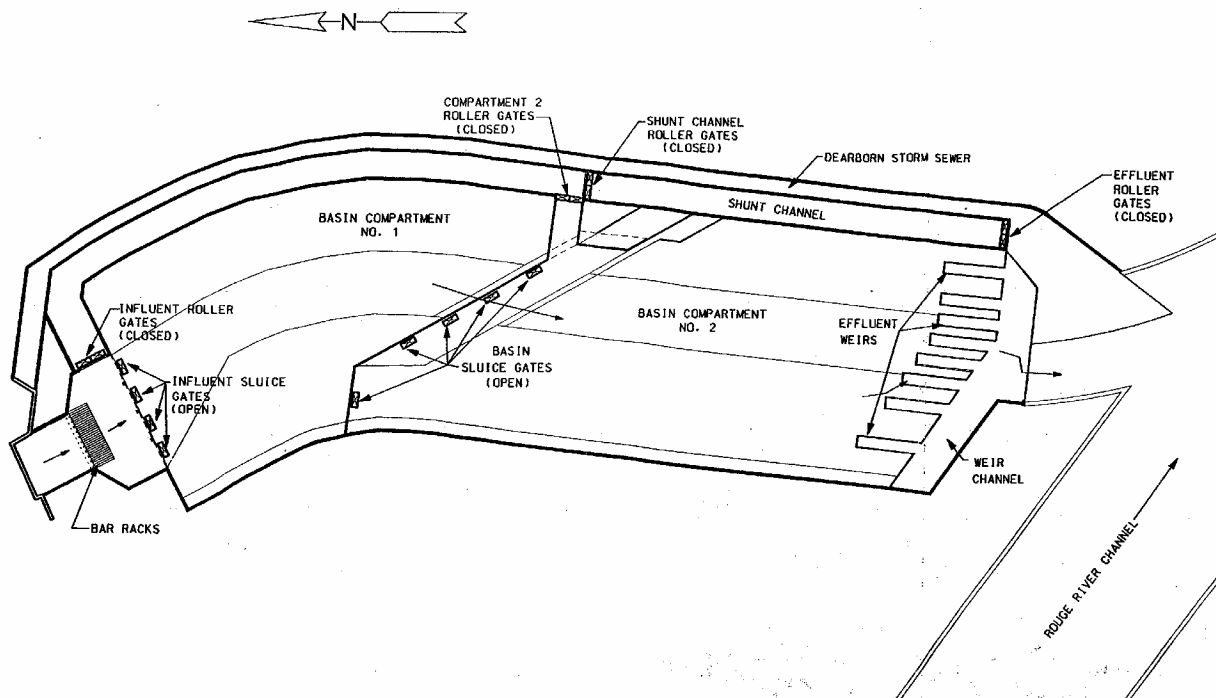 N
COMPARTMENT 2
ROLLER GATES
(CLOSED)
SHUNT CHANNEL
ROLLER GATES
(CLOSED)
DEARBORN STORM SEWER
EFFLUENT
ROLLER
GATES
(CLOSED)
SHUNT CHANNEL
BASIN COMPARTMENT
NO. 1
INFLUENT ROLLER
GATES
(CLOSED)
BASIN COMPARTMENT
NO. 2
EFFLUENT
WEIRS
BASIN
SLUICE GATES
(OPEN)
INFLUENT SLUICE
GATES
(OPEN)
WEIR
CHANNEL
BAR RACKS
ROUGE RIVER CHANNEL